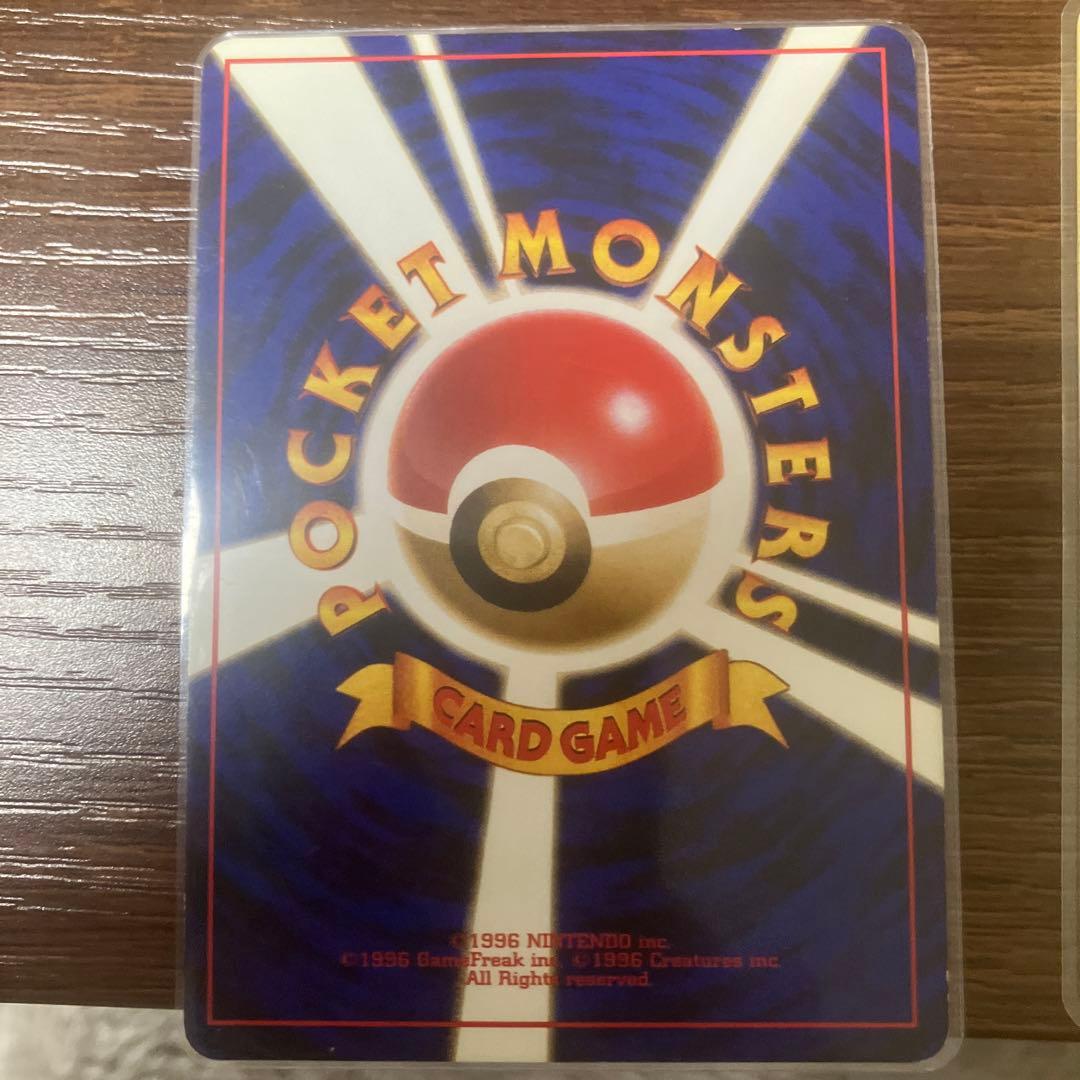 POCKET MONSTERS
CARD GAME
©1996 NINTENDO inc.
©1996 GameFreak inc. ©1996 Creatures inc.
All Rights reserved.